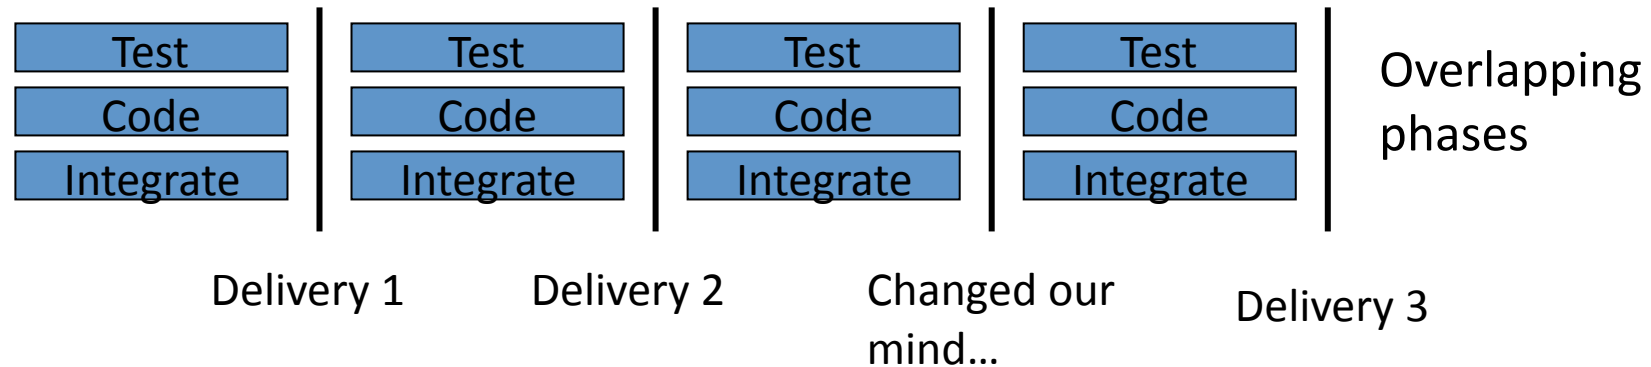 Test
Code
Integrate
Test
Code
Integrate
Test
Code
Integrate
Test
Code
Integrate
Overlapping
phases
Delivery 1
Delivery 2
Changed our
mind…
Delivery 3